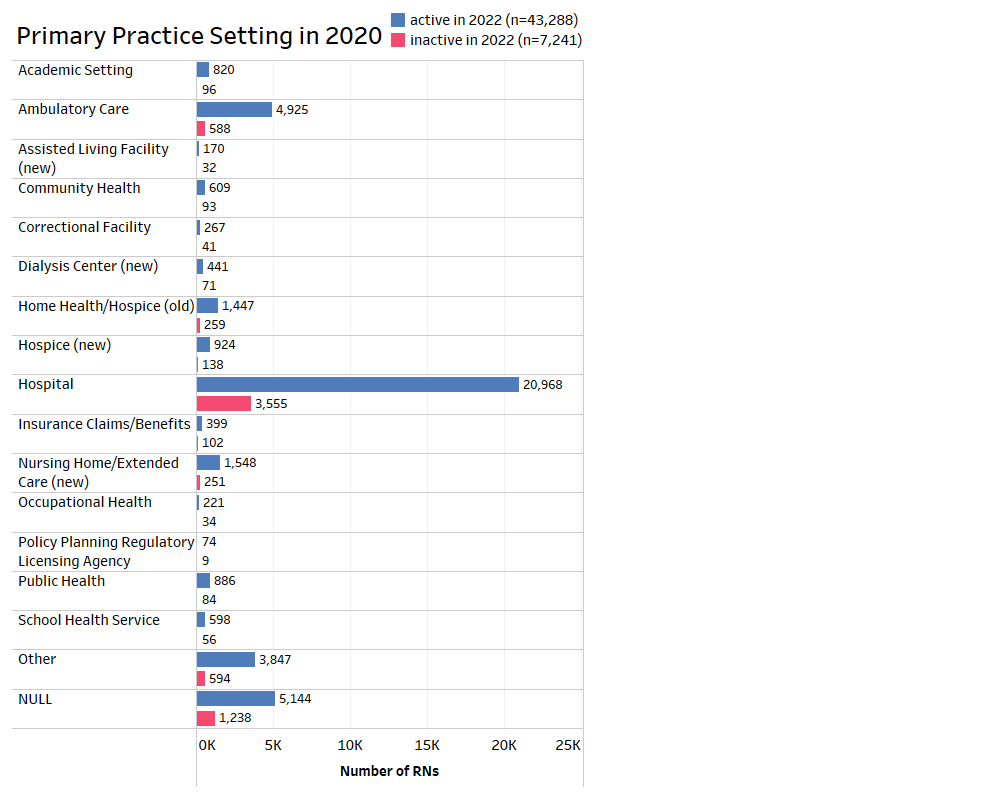 Primary Practice Setting in 2020
active in 2022 (n=43,288)
inactive in 2022 (n=7,241)
Academic Setting 820
96
Ambulatory Care 4,925
588
Assisted Living Facility 170
(new) 32
Community Health 609
93
Correctional Facility 267
41
Dialysis Center (new) 441
71
Home Health/Hospice (old) 1,447
259
Hospice (new) 924
138
Hospital 20,968
3,555
Insurance Claims/Benefits 399
102
Nursing Home/Extended 1,548
Care (new) 251
Occupational Health 221
34
Policy Planning Regulatory 74
Licensing Agency 9
Public Health 886
84
School Health Service 598
56
Other 3,847
594
NULL 5,144
1,238
0K 5K 10K 15K 20K 25K
Number of RNs